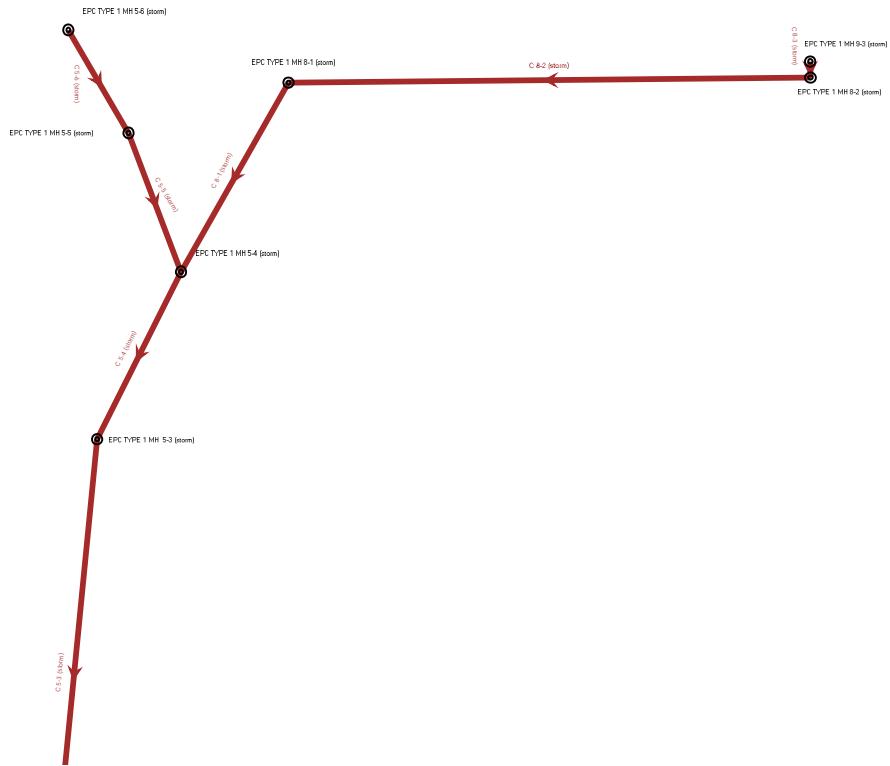 EPC TYPE 1 MH 5-6 (storm)
C 8-3 (storm)
EPC TYPE 1 MH 9-3 (storm)
EPC TYPE 1 MH 8-1 (storm)
C 8-2 (storm)
C 5-6 (storm)
EPC TYPE 1 MH 8-2 (storm)
EPC TYPE 1 MH 5-5 (storm)
C 8-1 (storm)
C 5-5 (storm)
EPC TYPE 1 MH 5-4 (storm)
C 5-4 (storm)
EPC TYPE 1 MH 5-3 (storm)
C 5-3 (storm)